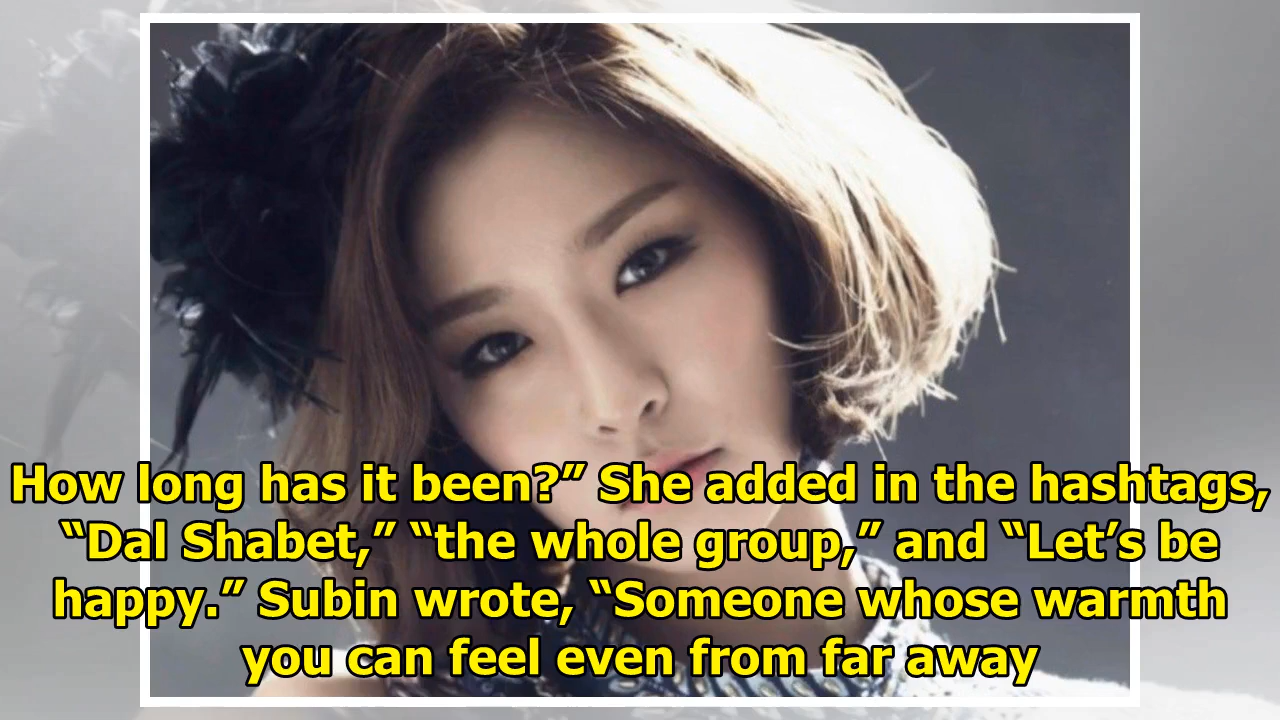 How long has it been?” She added in the hashtags,
“Dal Shabet,” “the whole group,” and “Let’s be
happy.” Subin wrote, “Someone whose warmth
you can feel even from far away